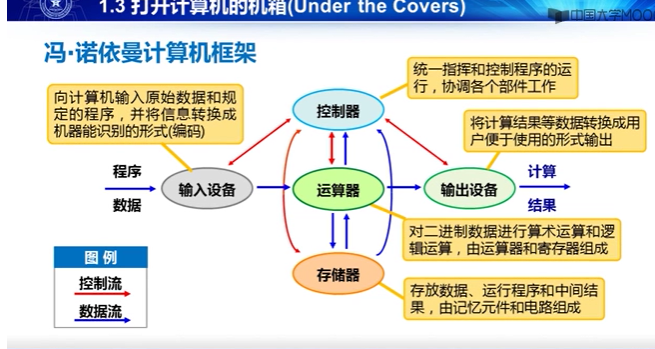 1.3 打开计算机的机箱(Under the Covers)
中国大学MOO
冯·诺依曼计算机框架
统一指挥和控制程序的运
行，协调各个部件工作
向计算机输入原始数据和规
定的程序，并将信息转换成
机器能识别的形式(编码)
控制器
将计算结果等数据转换成用
户便于使用的形式输出
程序
数据
输入设备
运算器
输出设备
计算
结果
对二进制数据进行算术运算和逻
辑运算，由运算器和寄存器组成
图 例
控制流
数据流
存储器
存放数据、运行程序和中间结
果，由记忆元件和电路组成